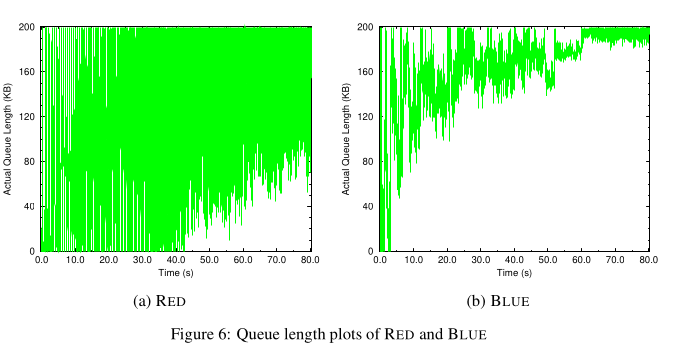 200
160
120
80
40
0
Actual Queue Length (KB)
0.0 10.0 20.0 30.0 40.0 50.0 60.0 70.0 80.0
Time (s)
(a) RED
200
160
120
80
40
0
Actual Queue Length (KB)
0.0 10.0 20.0 30.0 40.0 50.0 60.0 70.0 80.0
Time (s)
(b) BLUE
Figure 6: Queue length plots of RED and BLUE